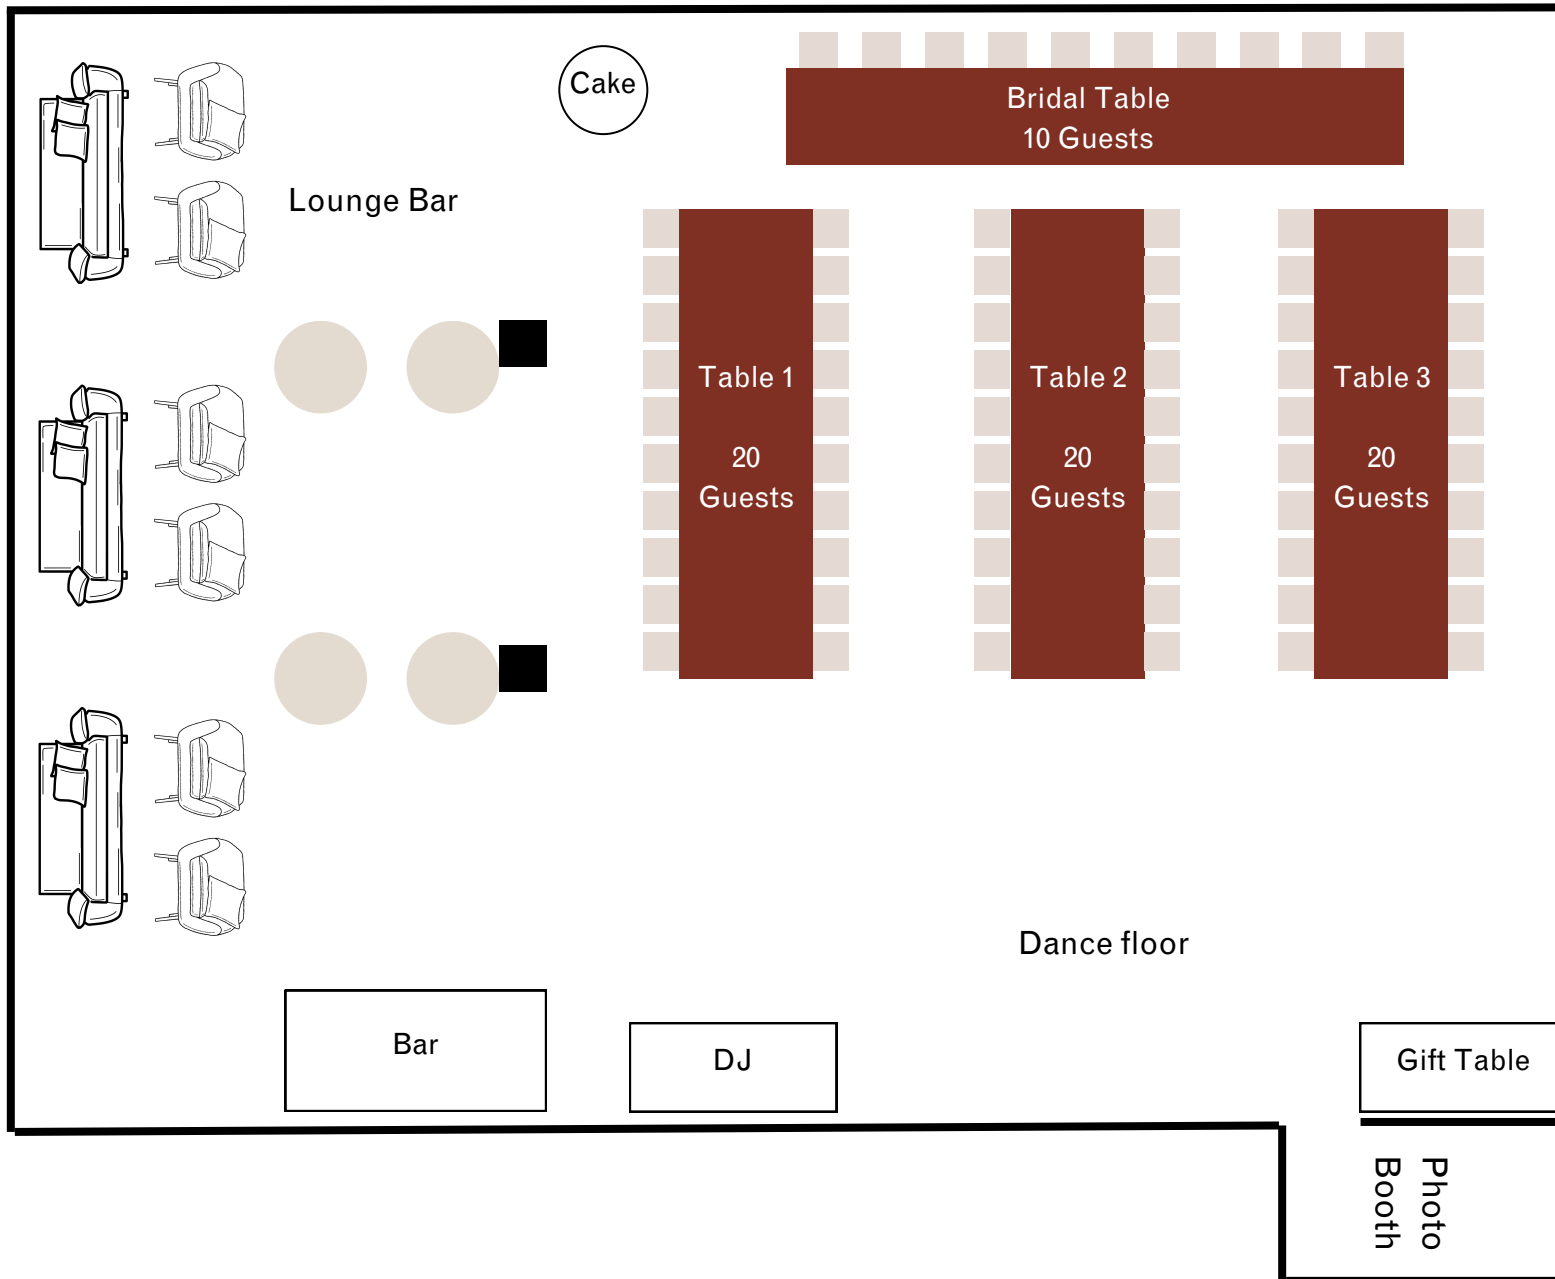 Cake
Bridal Table
10 Guests
Lounge Bar
Table 1
20
Guests
Table 2
20
Guests
Table 3
20
Guests
Dance floor
Bar
DJ
Gift Table
Photo
Booth